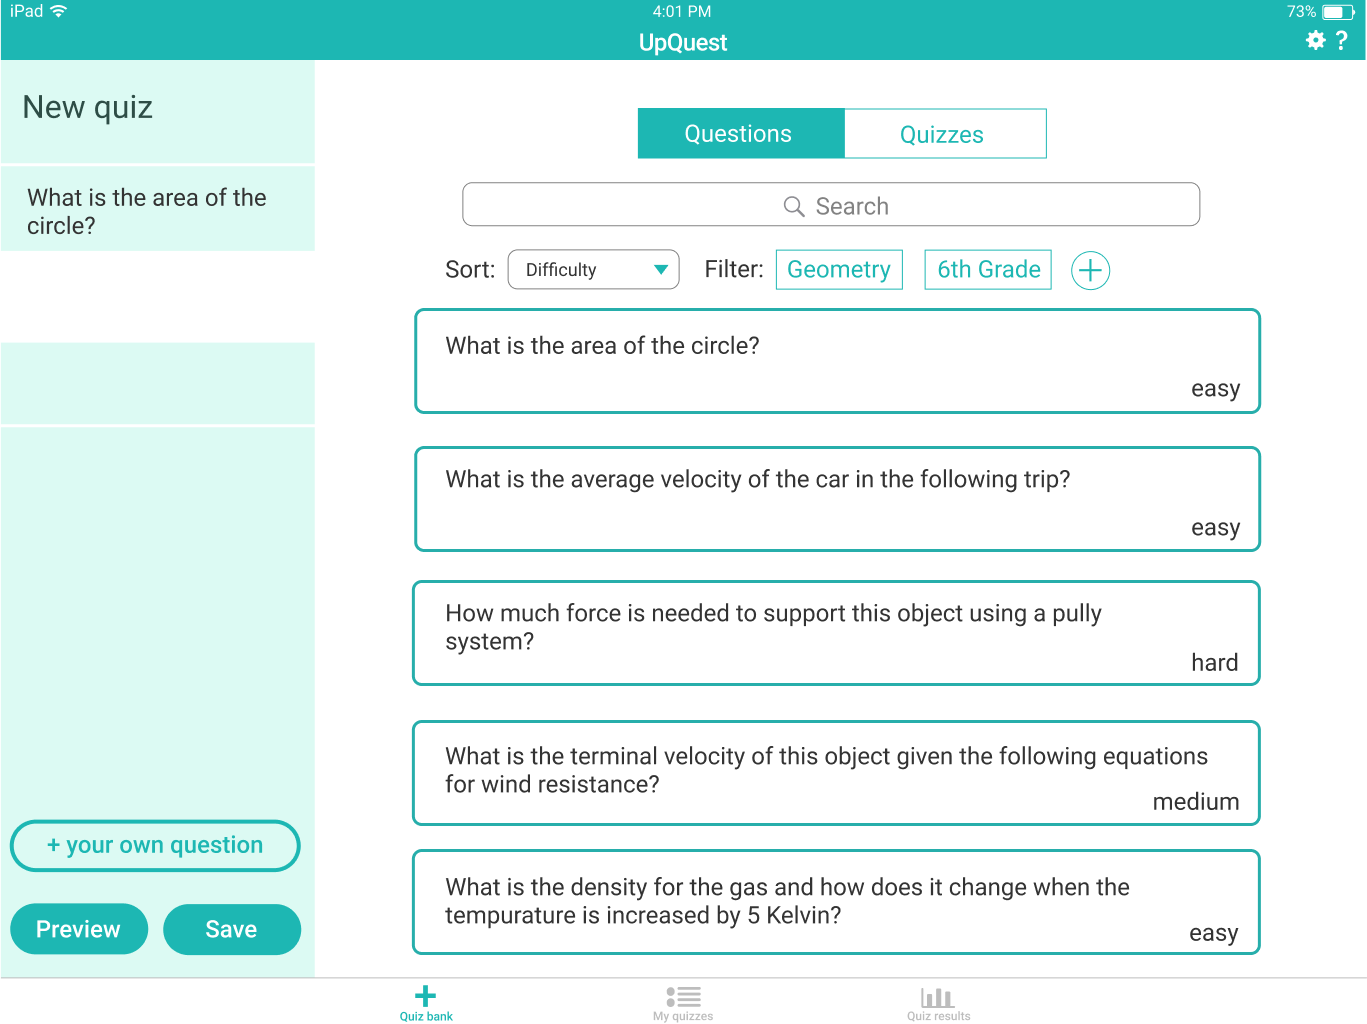 iPad
4:01 PM
73%
UpQuest
?
New quiz
What is the area of the
circle?
+ your own question
Preview
Save
Questions
Quizzes
Search
Sort:
Difficulty
Filter:
Geometry
6th Grade
What is the area of the circle?
easy
What is the average velocity of the car in the following trip?
easy
How much force is needed to support this object using a pully
system?
hard
What is the terminal velocity of this object given the following equations
for wind resistance?
medium
What is the density for the gas and how does it change when the
tempurature is increased by 5 Kelvin?
easy
Quiz bank
My quizzes
Quiz results